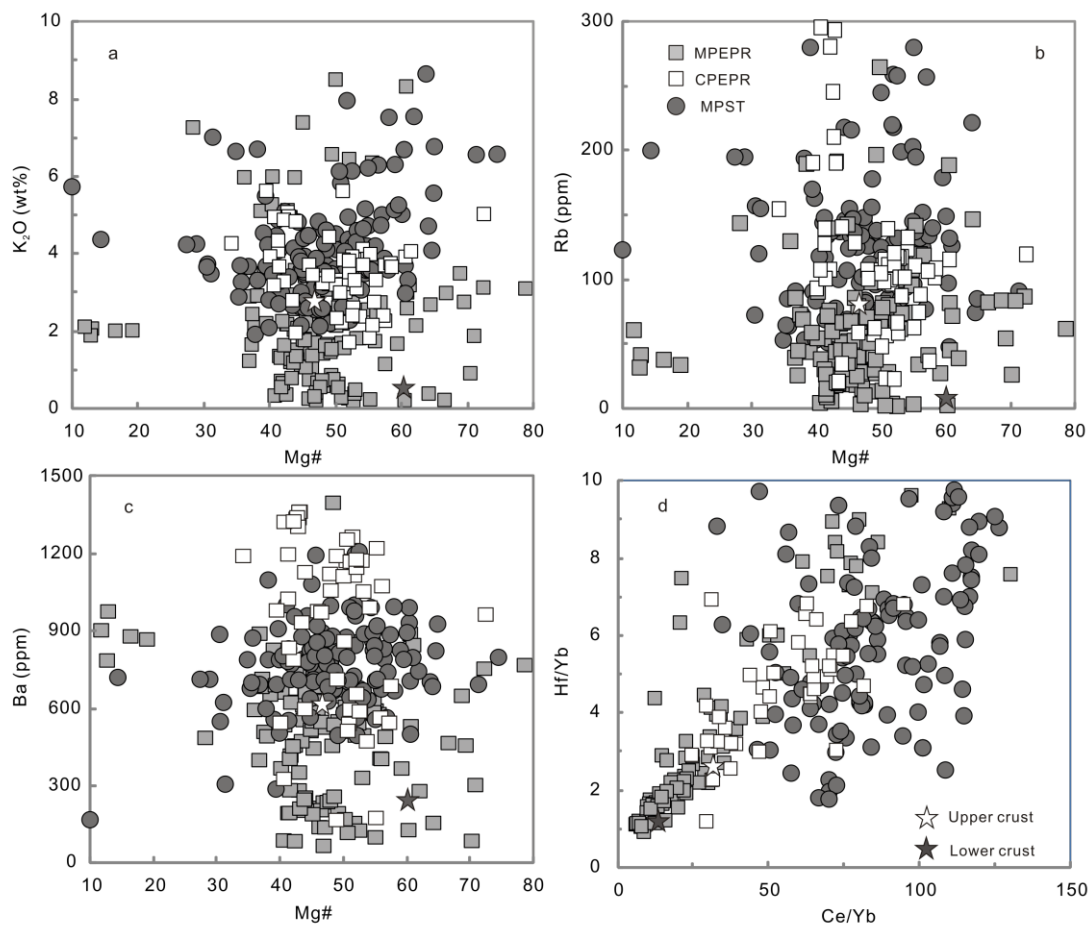 a
10
8
6
4
2
0
K₂O (wt%)
10 20 30 40 50 60 70 80
Mg#
b
MPEPR
CPEPR
MPST
300
200
100
0
Rb (ppm)
10 20 30 40 50 60 70 80
Mg#
c
1500
1200
900
600
300
0
Ba (ppm)
10 20 30 40 50 60 70 80
Mg#
d
10
8
6
4
2
0
Hf/Yb
Upper crust
Lower crust
0 50 100 150
Ce/Yb